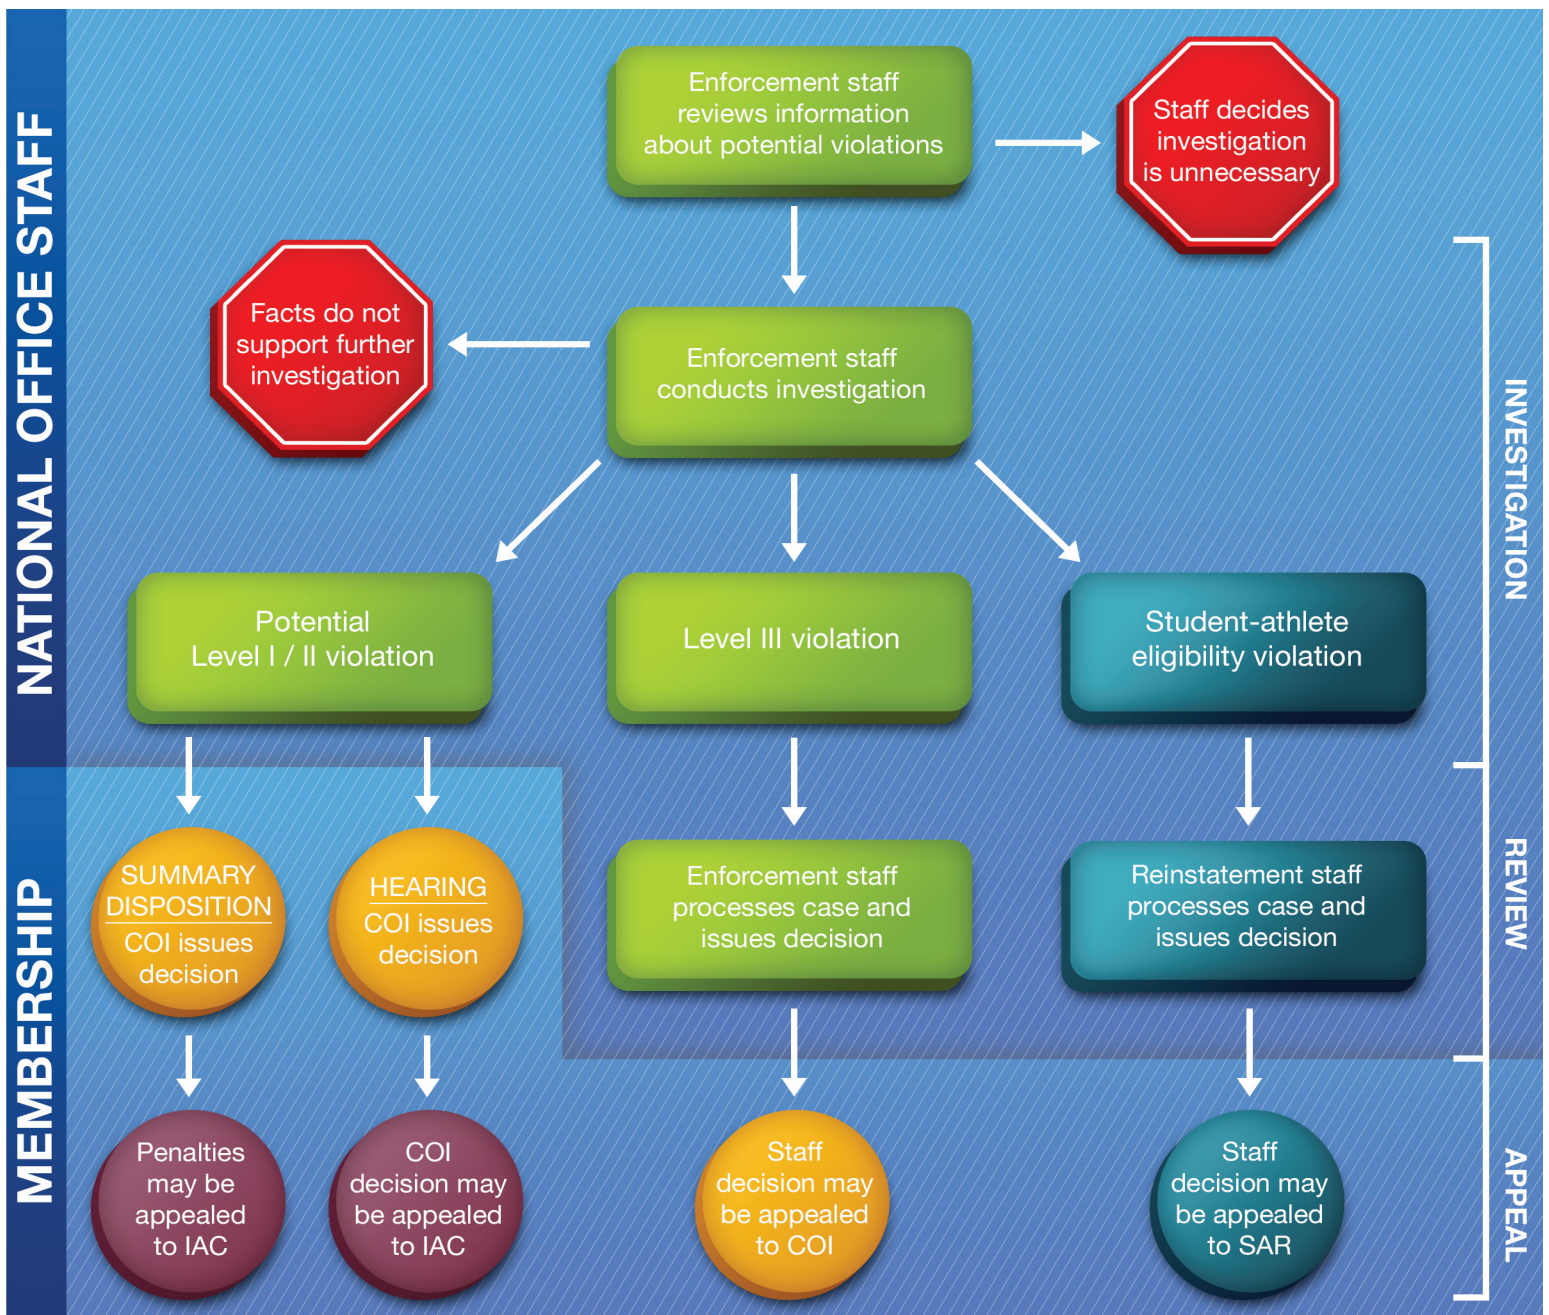 NATIONAL OFFICE STAFF
MEMBERSHIP
Enforcement staff
reviews information
about potential violations
Staff decides
investigation
is unnecessary
Facts do not
support further
investigation
Enforcement staff
conducts investigation
INVESTIGATION
Potential
Level I / II violation
Level III violation
Student-athlete
eligibility violation
SUMMARY
DISPOSITION
COI issues
decision
HEARING
COI issues
decision
Enforcement staff
processes case and
issues decision
Reinstatement staff
processes case and
issues decision
REVIEW
Penalties
may be
appealed
to IAC
COI
decision may
be appealed
to IAC
Staff
decision may
be appealed
to COI
Staff
decision may
be appealed
to SAR
APPEAL